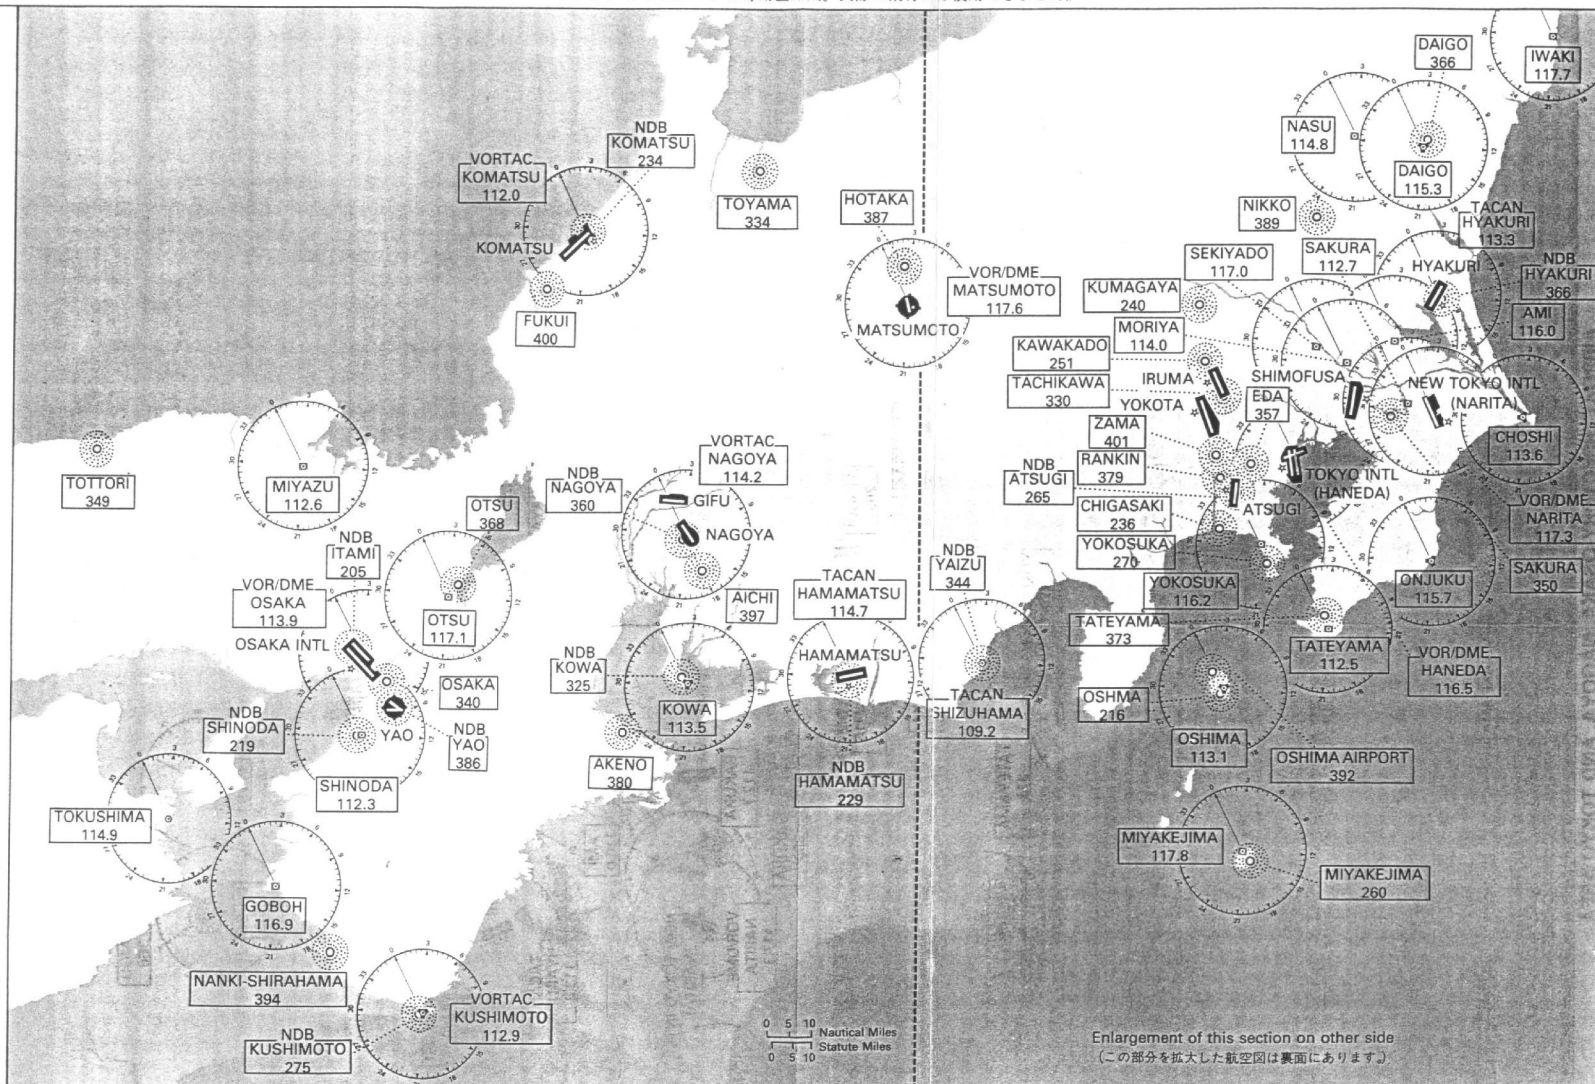 DAIGO
366
IWAKI
117.7
NASU
114.8
DAIGO
115.3
NDB
KOMATSU
234
VORTAC
KOMATSU
112.0
KOMATSU
TOYAMA
334
HOTAKA
387
NIKKO
389
TACAN
HYAKURI
113.3
SAKURA
112.7
SEKIYADO
117.0
HYAKURI
NDB
HYAKURI
366
FUKUI
400
VOR/DME
MATSUMOTO
117.6
MATSUMOTO
KUMAGAYA
240
AMI
116.0
MORIYA
114.0
KAWAKADO
251
IRUMA
SHIMOFUSA
TACHIKAWA
330
NEW TOKYO INTL
(NARITA)
EDA
357
YOKOTA
CHOSHI
113.6
ZAMA
401
TOTTORI
349
MIYAZU
112.6
VORTAC
NAGOYA
114.2
NDB
NAGOYA
360
GIFU
NAGOYA
NDB
ATSUGI
265
RANKIN
379
TOKYO INTL
(HANEDA)
OTSU
368
CHIGASAKI
236
ATSUGI
VOR/DME
NARITA
117.3
NDB
ITAMI
205
YOKOSUKA
270
ONJUKU
115.7
SAKURA
350
VOR/DME
OSAKA
113.9
OTSU
117.1
AICHI
397
TACAN
HAMAMATSU
114.7
NDB
YAIZU
344
YOKOSUKA
116.2
OSAKA INTL
TATEYAMA
373
TATEYAMA
112.5
NDB
KOWA
325
HAMAMATSU
VOR/DME
HANEDA
116.5
OSAKA
340
KOWA
113.5
TACAN
SHIZUHAMA
109.2
OSHMA
216
NDB
SHINODA
219
YAO
NDB
YAO
386
AKENO
380
OSHIMA
113.1
OSHIMA AIRPORT
392
SHINODA
112.3
NDB
HAMAMATSU
229
TOKUSHIMA
114.9
MIYAKEJIMA
117.8
MIYAKEJIMA
260
GOBOH
116.9
NANKI-SHIRAHAMA
394
VORTAC
KUSHIMOTO
112.9
NDB
KUSHIMOTO
275
0 5 10
Nautical Miles
Statute Miles
0 5 10
Enlargement of this section on other side
(この部分を拡大した航空図は裏面にあります。)